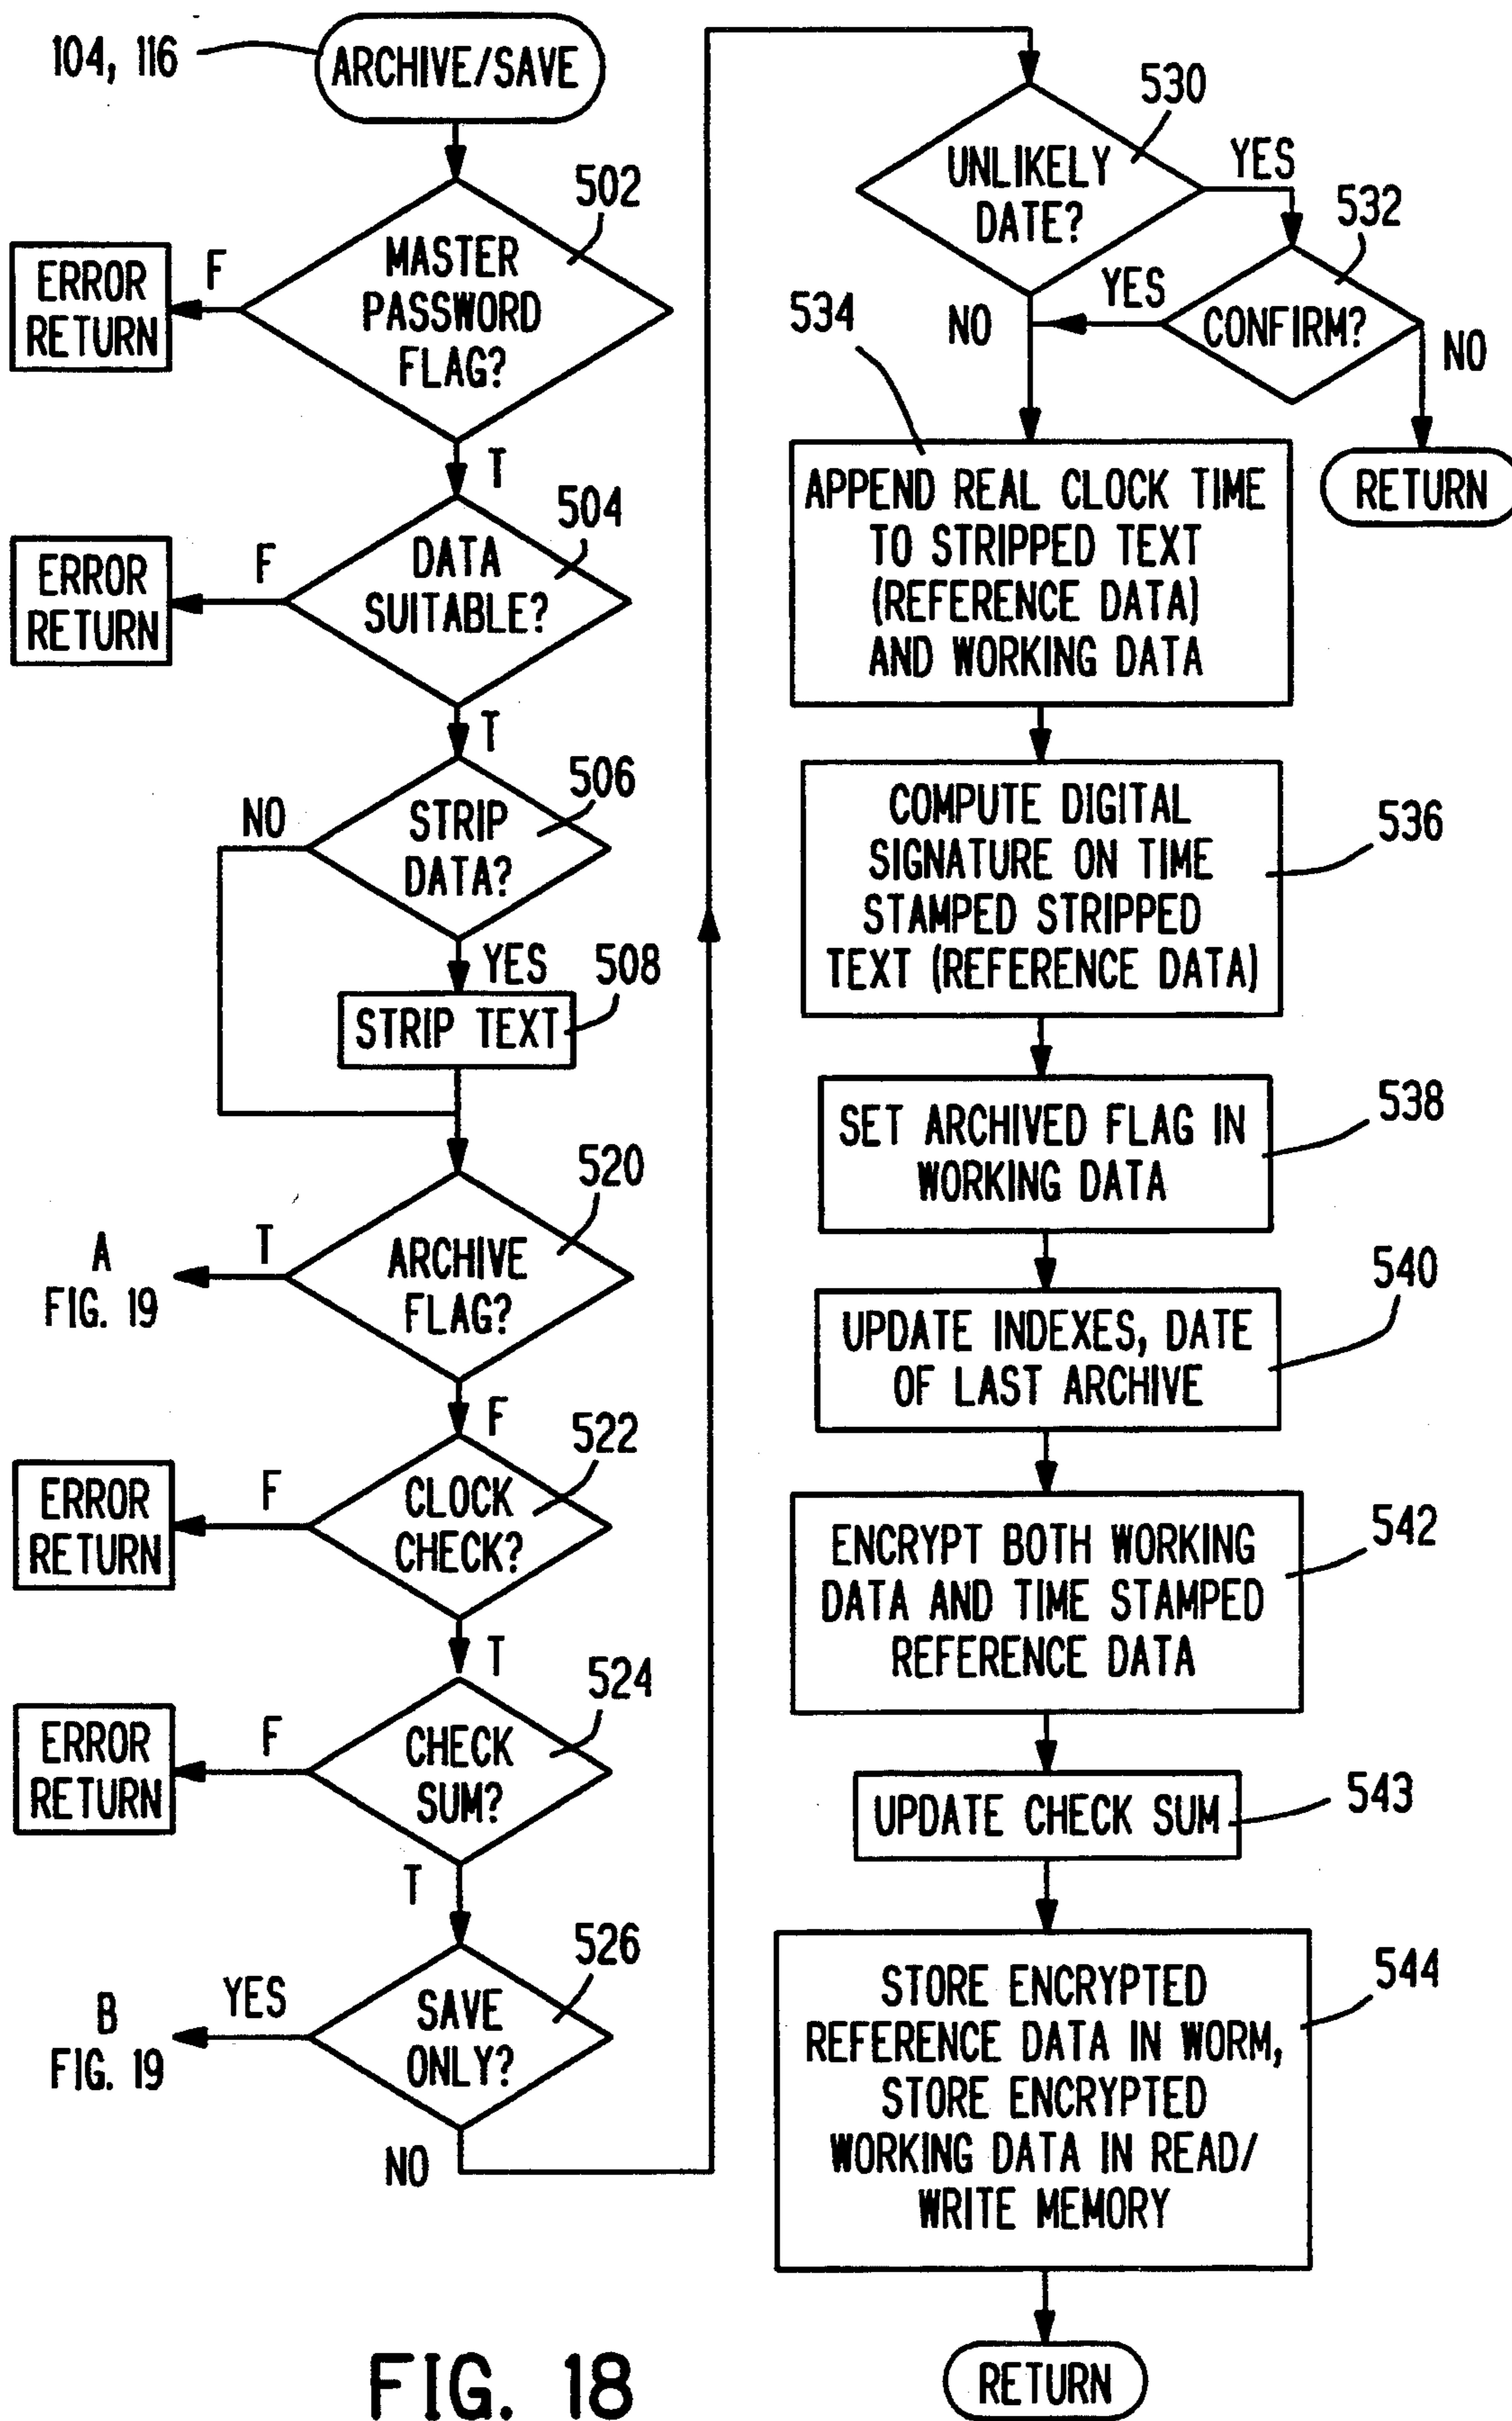 104, 116
ARCHIVE/SAVE
502
MASTER
PASSWORD
FLAG?
F
ERROR
RETURN
T
504
DATA
SUITABLE?
F
ERROR
RETURN
T
506
STRIP
DATA?
NO
YES
508
STRIP TEXT
520
ARCHIVE
FLAG?
T
A
FIG. 19
F
522
CLOCK
CHECK?
F
ERROR
RETURN
T
524
CHECK
SUM?
F
ERROR
RETURN
T
526
SAVE
ONLY?
YES
B
FIG. 19
NO
530
UNLIKELY
DATE?
YES
532
CONFIRM?
YES
NO
NO
RETURN
534
APPEND REAL CLOCK TIME
TO STRIPPED TEXT
(REFERENCE DATA)
AND WORKING DATA
COMPUTE DIGITAL
SIGNATURE ON TIME
STAMPED STRIPPED
TEXT (REFERENCE DATA)
536
SET ARCHIVED FLAG IN
WORKING DATA
538
UPDATE INDEXES, DATE
OF LAST ARCHIVE
540
ENCRYPT BOTH WORKING
DATA AND TIME STAMPED
REFERENCE DATA
542
UPDATE CHECK SUM
543
STORE ENCRYPTED
REFERENCE DATA IN WORM,
STORE ENCRYPTED
WORKING DATA IN READ/
WRITE MEMORY
544
RETURN
FIG. 18